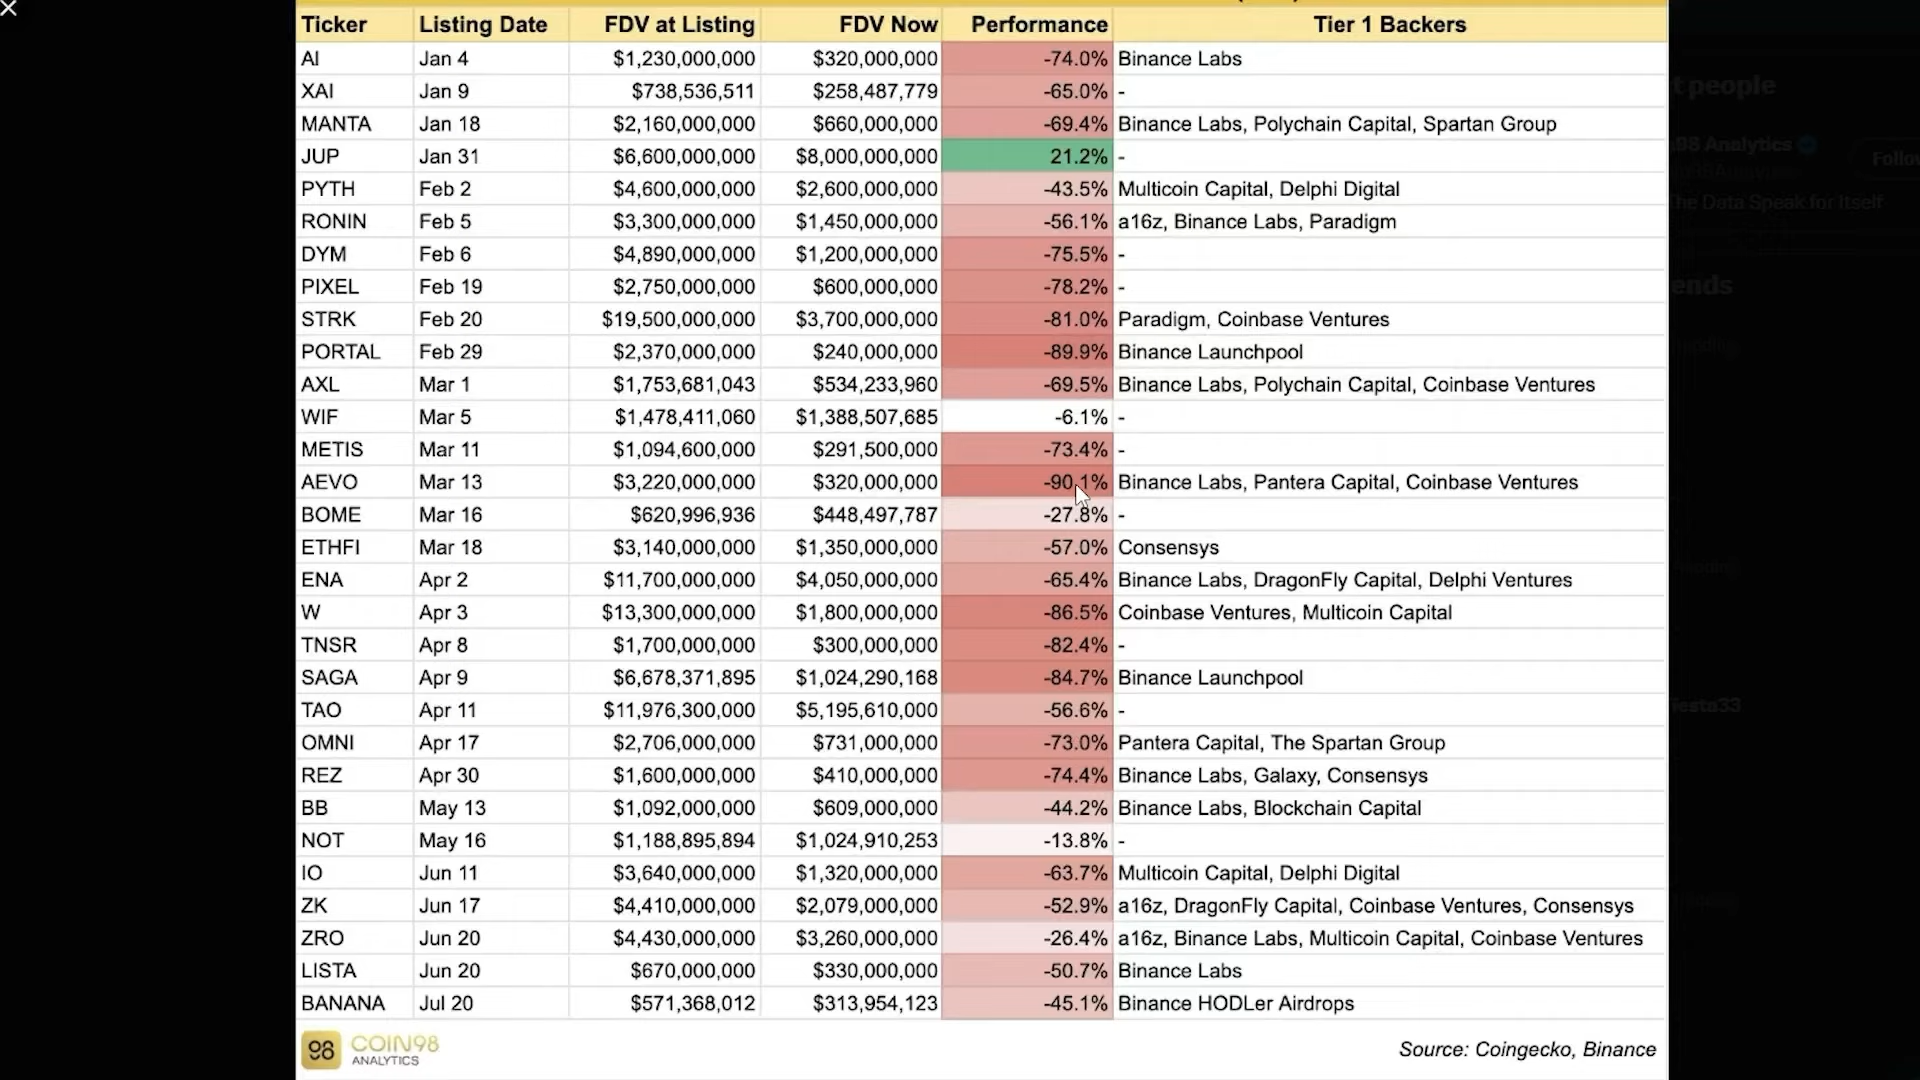 Ticker Listing Date FDV at Listing FDV Now Performance Tier 1 Backers
AI Jan 4 $1,230,000,000 $320,000,000 -74.0% Binance Labs
XAI Jan 9 $738,536,511 $258,487,779 -65.0% -
MANTA Jan 18 $2,160,000,000 $660,000,000 -69.4% Binance Labs, Polychain Capital, Spartan Group
JUP Jan 31 $6,600,000,000 $8,000,000,000 21.2% -
PYTH Feb 2 $4,600,000,000 $2,600,000,000 -43.5% Multicoin Capital, Delphi Digital
RONIN Feb 5 $3,300,000,000 $1,450,000,000 -56.1% a16z, Binance Labs, Paradigm
DYM Feb 6 $4,890,000,000 $1,200,000,000 -75.5% -
PIXEL Feb 19 $2,750,000,000 $600,000,000 -78.2% -
STRK Feb 20 $19,500,000,000 $3,700,000,000 -81.0% Paradigm, Coinbase Ventures
PORTAL Feb 29 $2,370,000,000 $240,000,000 -89.9% Binance Launchpool
AXL Mar 1 $1,753,681,043 $534,233,960 -69.5% Binance Labs, Polychain Capital, Coinbase Ventures
WIF Mar 5 $1,478,411,060 $1,388,507,685 -6.1% -
METIS Mar 11 $1,094,600,000 $291,500,000 -73.4% -
AEVO Mar 13 $3,220,000,000 $320,000,000 -90.1% Binance Labs, Pantera Capital, Coinbase Ventures
BOME Mar 16 $620,996,936 $448,497,787 -27.8% -
ETHFI Mar 18 $3,140,000,000 $1,350,000,000 -57.0% Consensys
ENA Apr 2 $11,700,000,000 $4,050,000,000 -65.4% Binance Labs, DragonFly Capital, Delphi Ventures
W Apr 3 $13,300,000,000 $1,800,000,000 -86.5% Coinbase Ventures, Multicoin Capital
TNSR Apr 8 $1,700,000,000 $300,000,000 -82.4% -
SAGA Apr 9 $6,678,371,895 $1,024,290,168 -84.7% Binance Launchpool
TAO Apr 11 $11,976,300,000 $5,195,610,000 -56.6% -
OMNI Apr 17 $2,706,000,000 $731,000,000 -73.0% Pantera Capital, The Spartan Group
REZ Apr 30 $1,600,000,000 $410,000,000 -74.4% Binance Labs, Galaxy, Consensys
BB May 13 $1,092,000,000 $609,000,000 -44.2% Binance Labs, Blockchain Capital
NOT May 16 $1,188,895,894 $1,024,910,253 -13.8% -
IO Jun 11 $3,640,000,000 $1,320,000,000 -63.7% Multicoin Capital, Delphi Digital
ZK Jun 17 $4,410,000,000 $2,079,000,000 -52.9% a16z, DragonFly Capital, Coinbase Ventures, Consensys
ZRO Jun 20 $4,430,000,000 $3,260,000,000 -26.4% a16z, Binance Labs, Multicoin Capital, Coinbase Ventures
LISTA Jun 20 $670,000,000 $330,000,000 -50.7% Binance Labs
BANANA Jul 20 $571,368,012 $313,954,123 -45.1% Binance HODLer Airdrops
98 COIN98
ANALYTICS
Source: Coingecko, Binance
people
98 Analytics
Data Speak for Itself